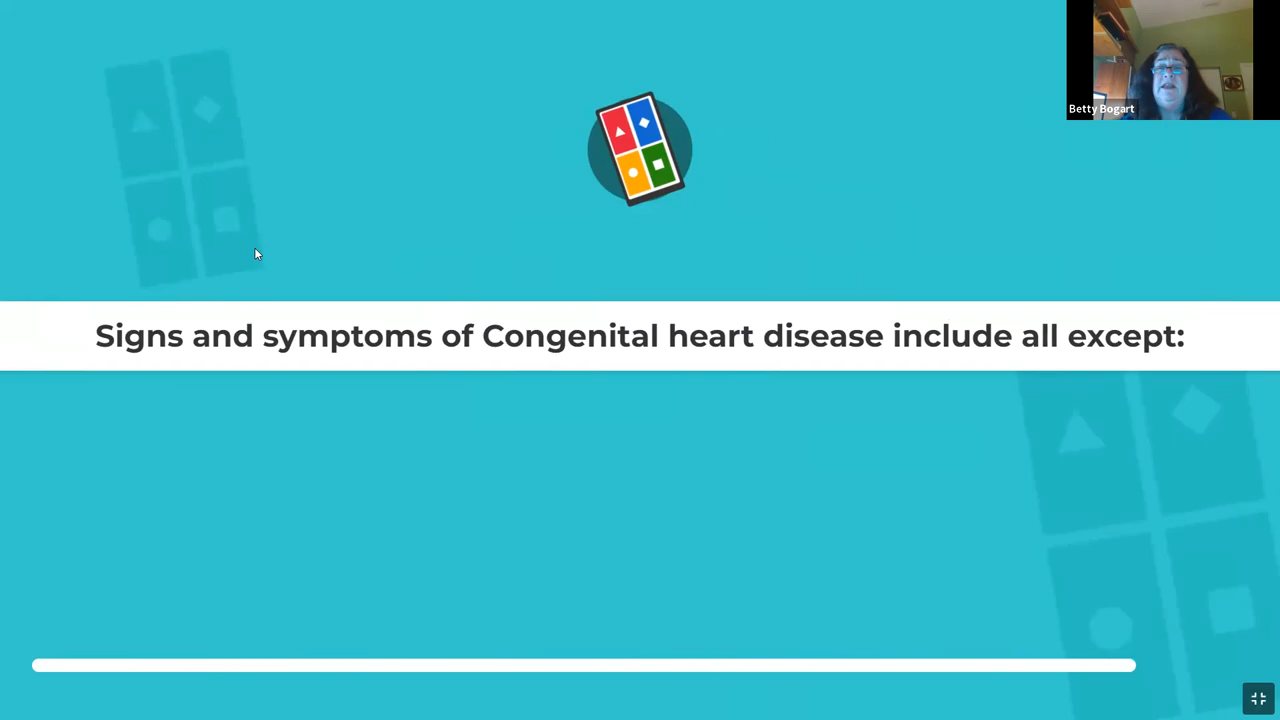 Betty Bogart
Signs and symptoms of Congenital heart disease include all except: